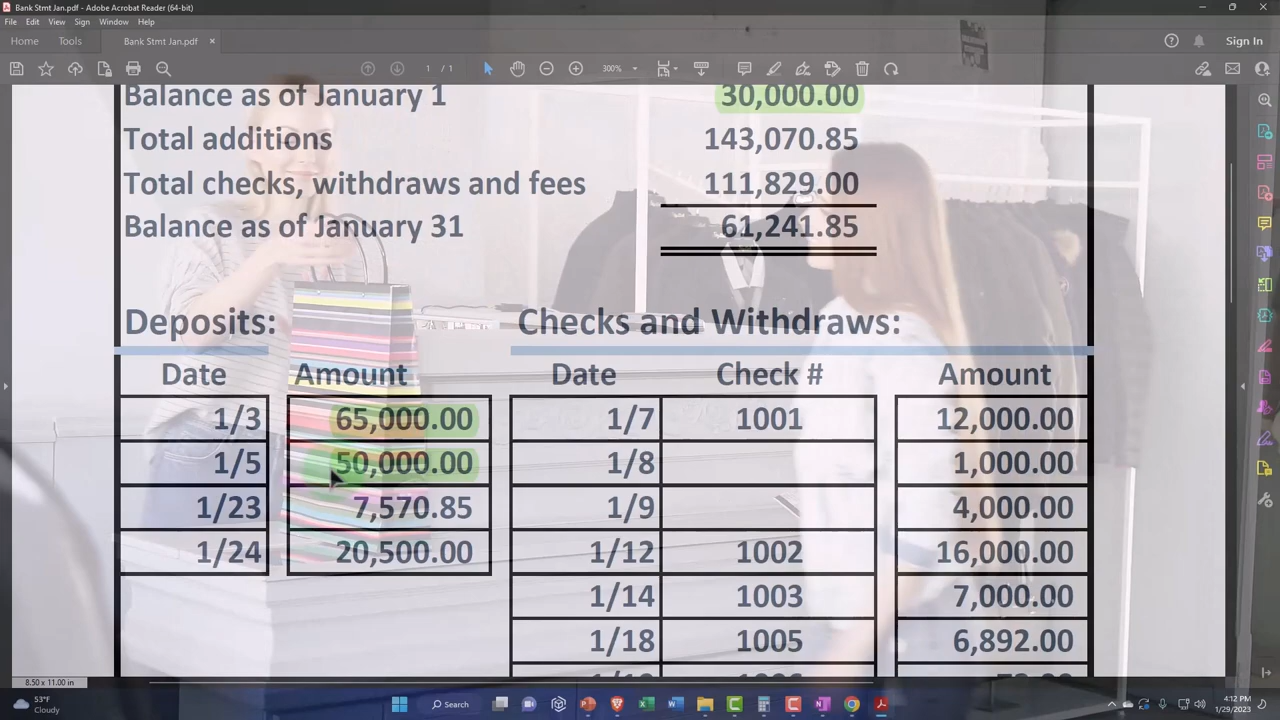 Bank Stmt Jan.pdf - Adobe Acrobat Reader (64-bit)
File Edit View Sign Window Help
Home Tools Bank Stmt Jan.pdf × Sign In
1 / 1 300%
Balance as of January 1 30,000.00
Total additions 143,070.85
Total checks, withdraws and fees 111,829.00
Balance as of January 31 61,241.85
Deposits: Checks and Withdraws:
Date Amount Date Check # Amount
1/3 65,000.00 1/7 1001 12,000.00
1/5 50,000.00 1/8 1,000.00
1/23 7,570.85 1/9 4,000.00
1/24 20,500.00 1/12 1002 16,000.00
1/14 1003 7,000.00
1/18 1005 6,892.00
8.50 x 11.00 in
53°F
Cloudy
Search
4:12 PM
1/29/2023